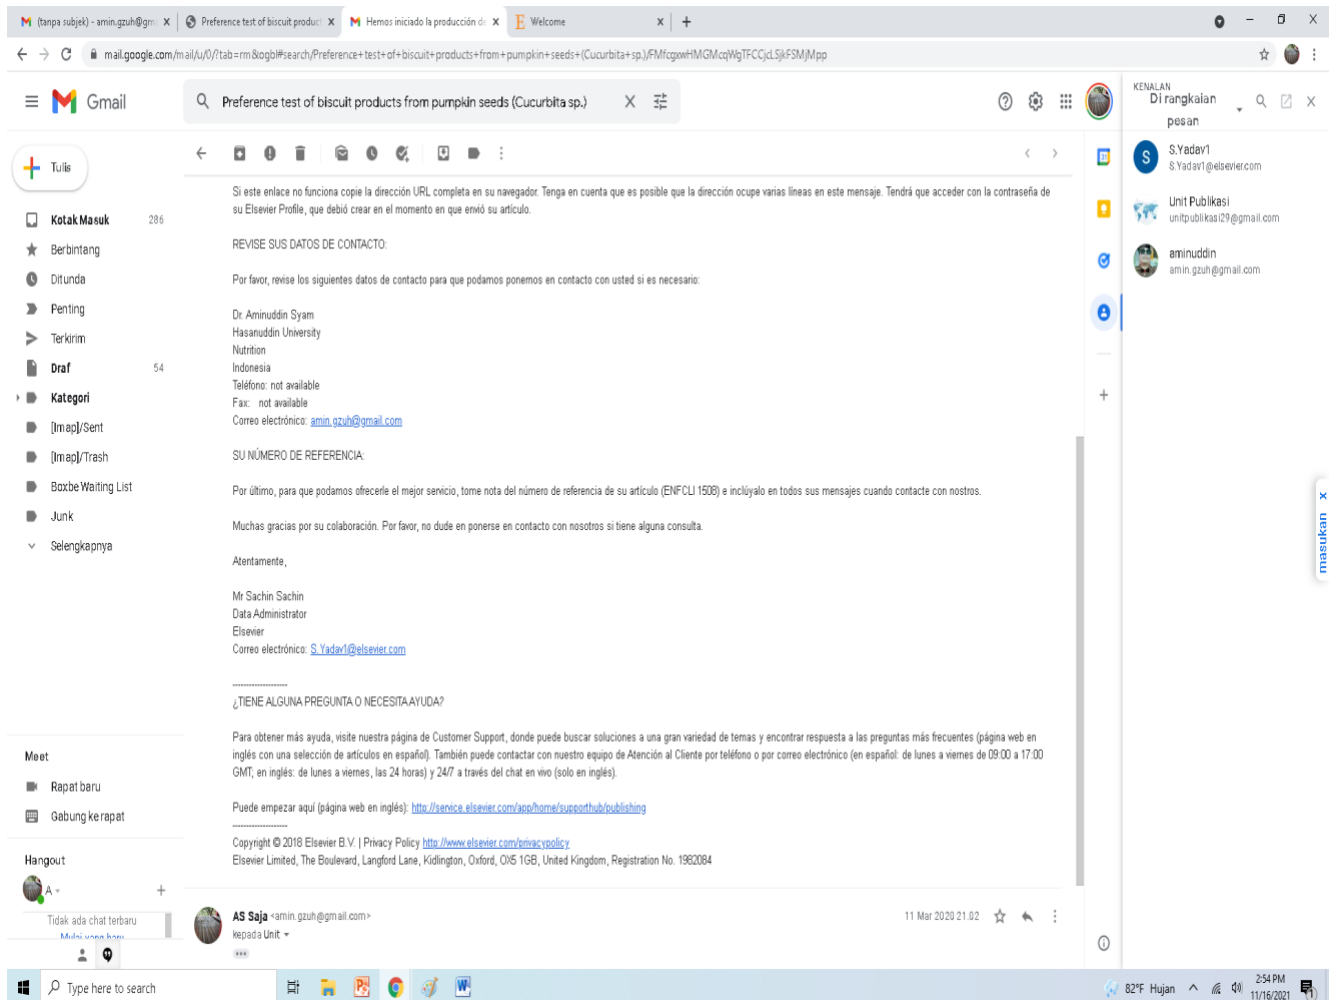 (tanpa subjek) - amin.gzuh@gm
Preference test of biscuit product
Hemos iniciado la producción de
Welcome
mail.google.com/mail/u/0/?tab=rm&ogbl#search/Preference+test+of+biscuit+products+from+pumpkin+seeds+(Cucurbita+sp.)/FMfcgxwHMGMcqWgTFCCjcLSjkFSMjMpp
Gmail
Preference test of biscuit products from pumpkin seeds (Cucurbita sp.)
KENALAN
Di rangkaian
pesan
Tulis
Kotak Masuk 286
Berbintang
Ditunda
Penting
Terkirim
Draf 54
Kategori
[Imap]/Sent
[Imap]/Trash
Boxbe Waiting List
Junk
Selengkapnya
Meet
Rapat baru
Gabung ke rapat
Hangout
A
Tidak ada chat terbaru
Mulai yang baru
Si este enlace no funciona copie la dirección URL completa en su navegador. Tenga en cuenta que es posible que la dirección ocupe varias líneas en este mensaje. Tendrá que acceder con la contraseña de
su Elsevier Profile, que debió crear en el momento en que envió su artículo.
REVISE SUS DATOS DE CONTACTO:
Por favor, revise los siguientes datos de contacto para que podamos ponernos en contacto con usted si es necesario:
Dr. Aminuddin Syam
Hasanuddin University
Nutrition
Indonesia
Teléfono: not available
Fax: not available
Correo electrónico: amin.gzuh@gmail.com
SU NÚMERO DE REFERENCIA:
Por último, para que podamos ofrecerle el mejor servicio, tome nota del número de referencia de su artículo (ENFCLI 1508) e inclúyalo en todos sus mensajes cuando contacte con nostros.
Muchas gracias por su colaboración. Por favor, no dude en ponerse en contacto con nosotros si tiene alguna consulta.
Atentamente,
Mr Sachin Sachin
Data Administrator
Elsevier
Correo electrónico: S.Yadav1@elsevier.com
--------------------
¿TIENE ALGUNA PREGUNTA O NECESITA AYUDA?
Para obtener más ayuda, visite nuestra página de Customer Support, donde puede buscar soluciones a una gran variedad de temas y encontrar respuesta a las preguntas más frecuentes (página web en
inglés con una selección de artículos en español). También puede contactar con nuestro equipo de Atención al Cliente por teléfono o por correo electrónico (en español: de lunes a viernes de 09:00 a 17:00
GMT; en inglés: de lunes a viernes, las 24 horas) y 24/7 a través del chat en vivo (solo en inglés).
Puede empezar aquí (página web en inglés): http://service.elsevier.com/app/home/supporthub/publishing
--------------------
Copyright © 2018 Elsevier B.V. | Privacy Policy http://www.elsevier.com/privacypolicy
Elsevier Limited, The Boulevard, Langford Lane, Kidlington, Oxford, OX5 1GB, United Kingdom, Registration No. 1982084
AS Saja <amin.gzuh@gmail.com> 11 Mar 2020 21.02
kepada Unit
S
S.Yadav1
S.Yadav1@elsevier.com
Unit Publikasi
unitpublikasi29@gmail.com
aminuddin
amin.gzuh@gmail.com
31
masukan x
Type here to search
82°F Hujan
2:54 PM
11/16/2021